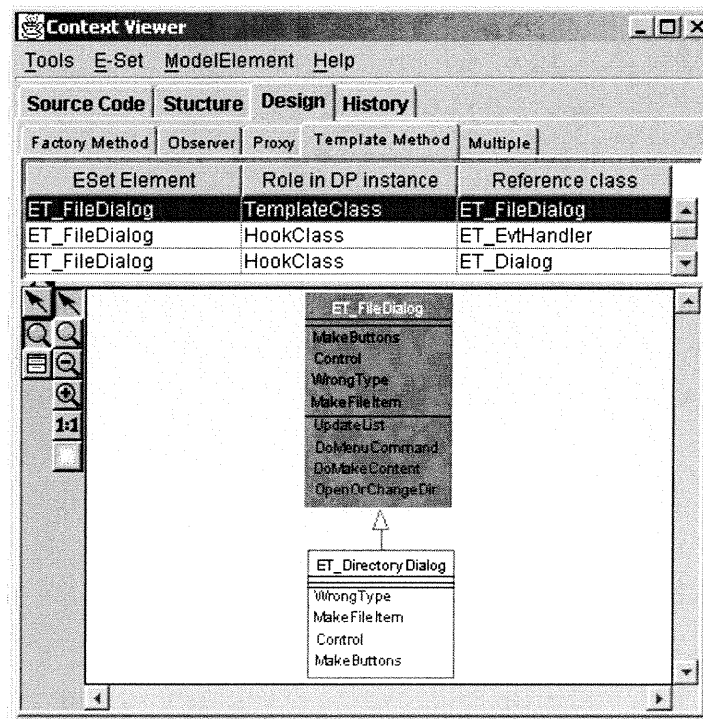 Context Viewer
Tools E-Set ModelElement Help
Source Code Stucture Design History
Factory Method Observer Proxy Template Method Multiple
ESet Element Role in DP instance Reference class
ET_FileDialog TemplateClass ET_FileDialog
ET_FileDialog HookClass ET_EvtHandler
ET_FileDialog HookClass ET_Dialog
1:1
ET_FileDialog
MakeButtons
Control
WrongType
MakeFileItem
UpdateList
DoMenuCommand
DoMakeContent
OpenOrChangeDir
ET_DirectoryDialog
WrongType
MakeFileItem
Control
MakeButtons